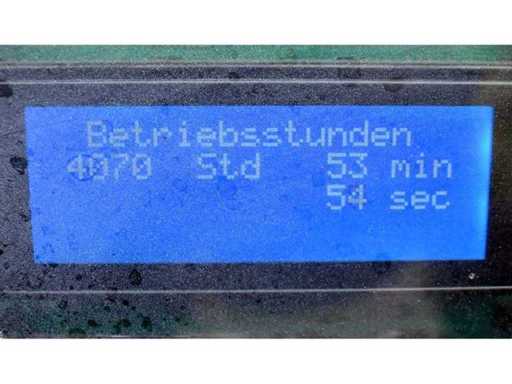 Betriebsstunden
4070 Std 53 min
54 sec